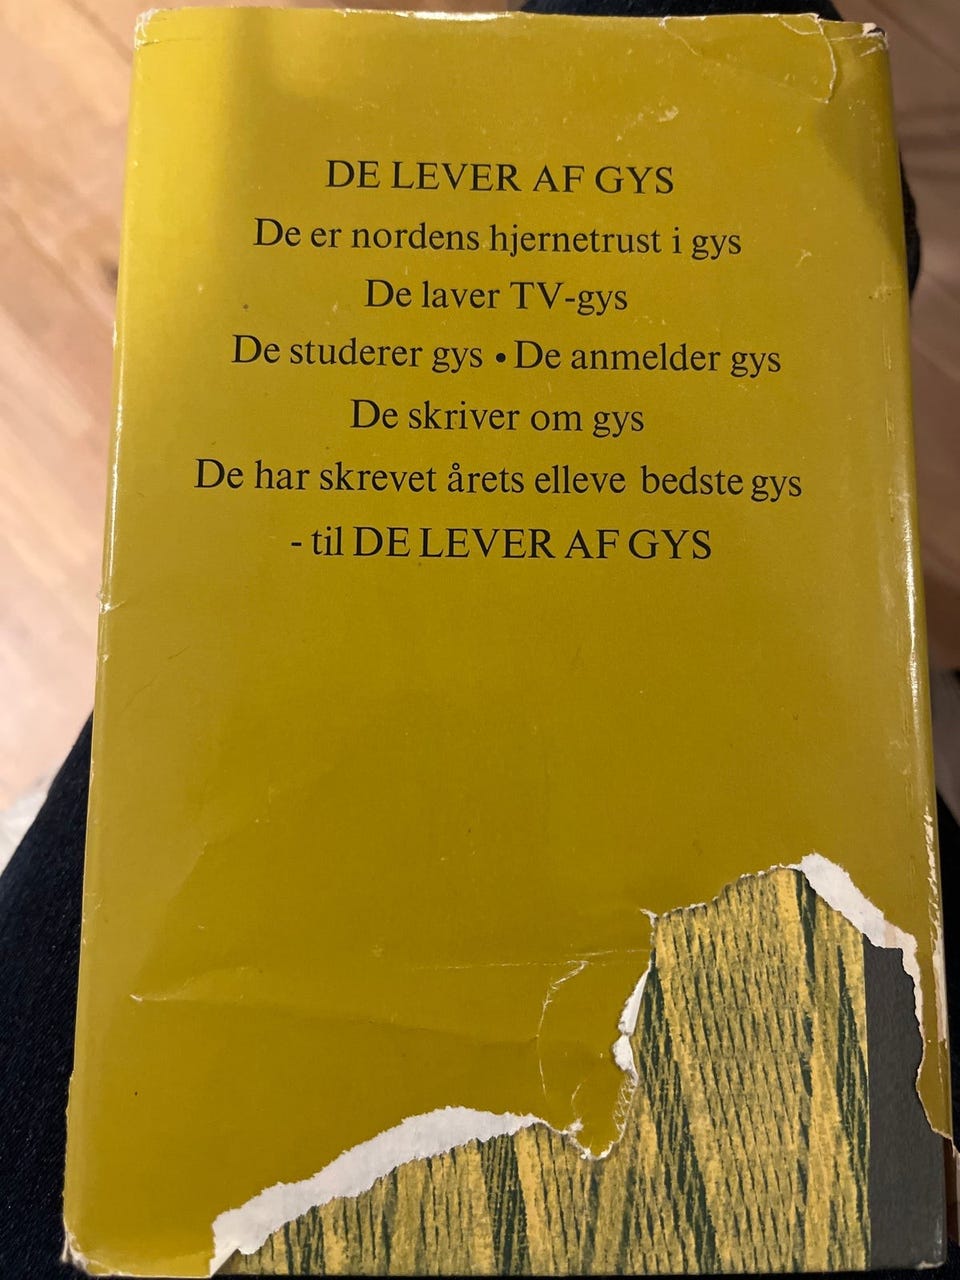 DE LEVER AF GYS
De er nordens hjernetrust i gys
De laver TV-gys
De studerer gys • De anmelder gys
De skriver om gys
De har skrevet årets elleve bedste gys
- til DE LEVER AF GYS